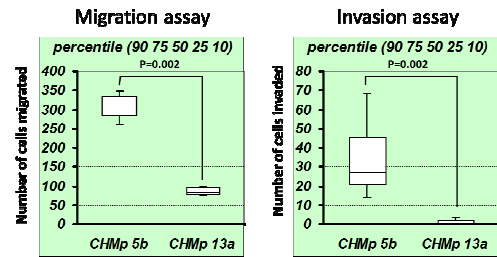 Migration assay
percentile (90 75 50 25 10)
P=0.002
Number of cells migrated
400
350
300
250
200
150
100
50
0
CHMp 5b CHMp 13a
Invasion assay
percentile (90 75 50 25 10)
P=0.002
Number of cells invaded
80
70
60
50
40
30
20
10
0
CHMp 5b CHMp 13a